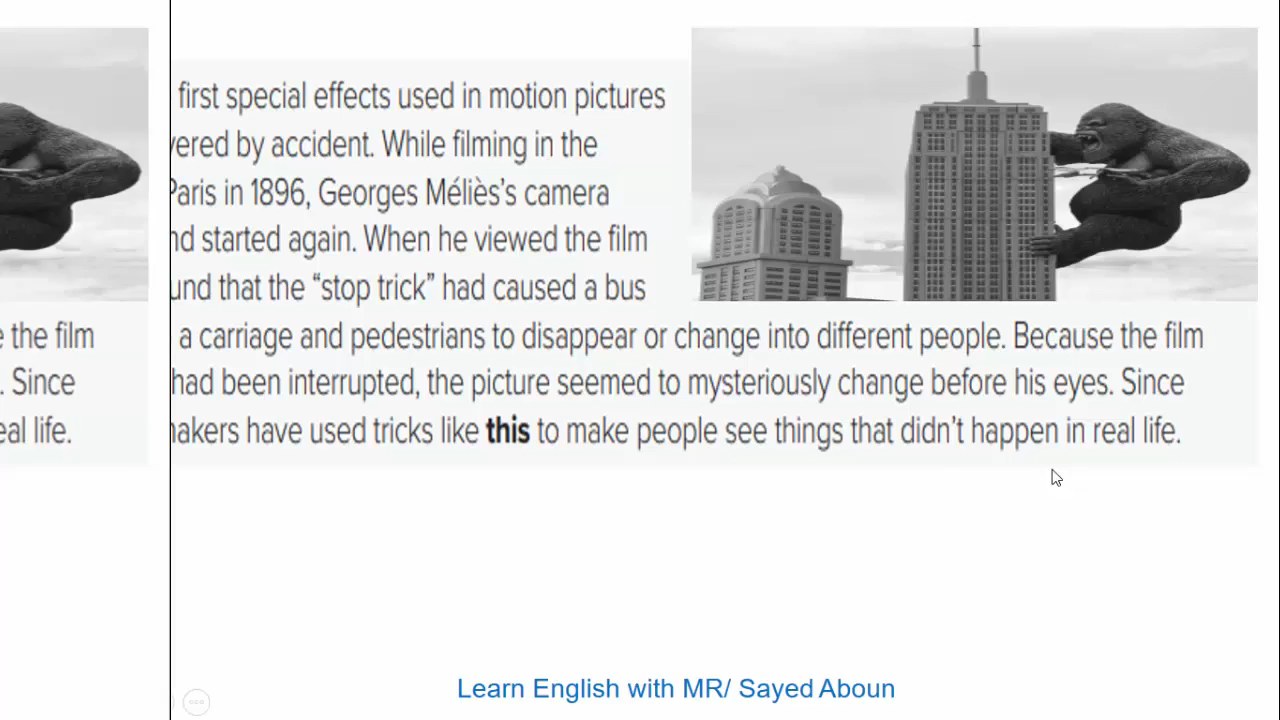 first special effects used in motion pictures
by accident. While filming in the
Paris in 1896, Georges Méliès's camera
started again. When he viewed the film
that the "stop trick" had caused a bus
e the film
a carriage and pedestrians to disappear or change into different people. Because the film
. Since
had been interrupted, the picture seemed to mysteriously change before his eyes. Since
eal life.
have used tricks like this to make people see things that didn't happen in real life.
Learn English with MR/ Sayed Aboun